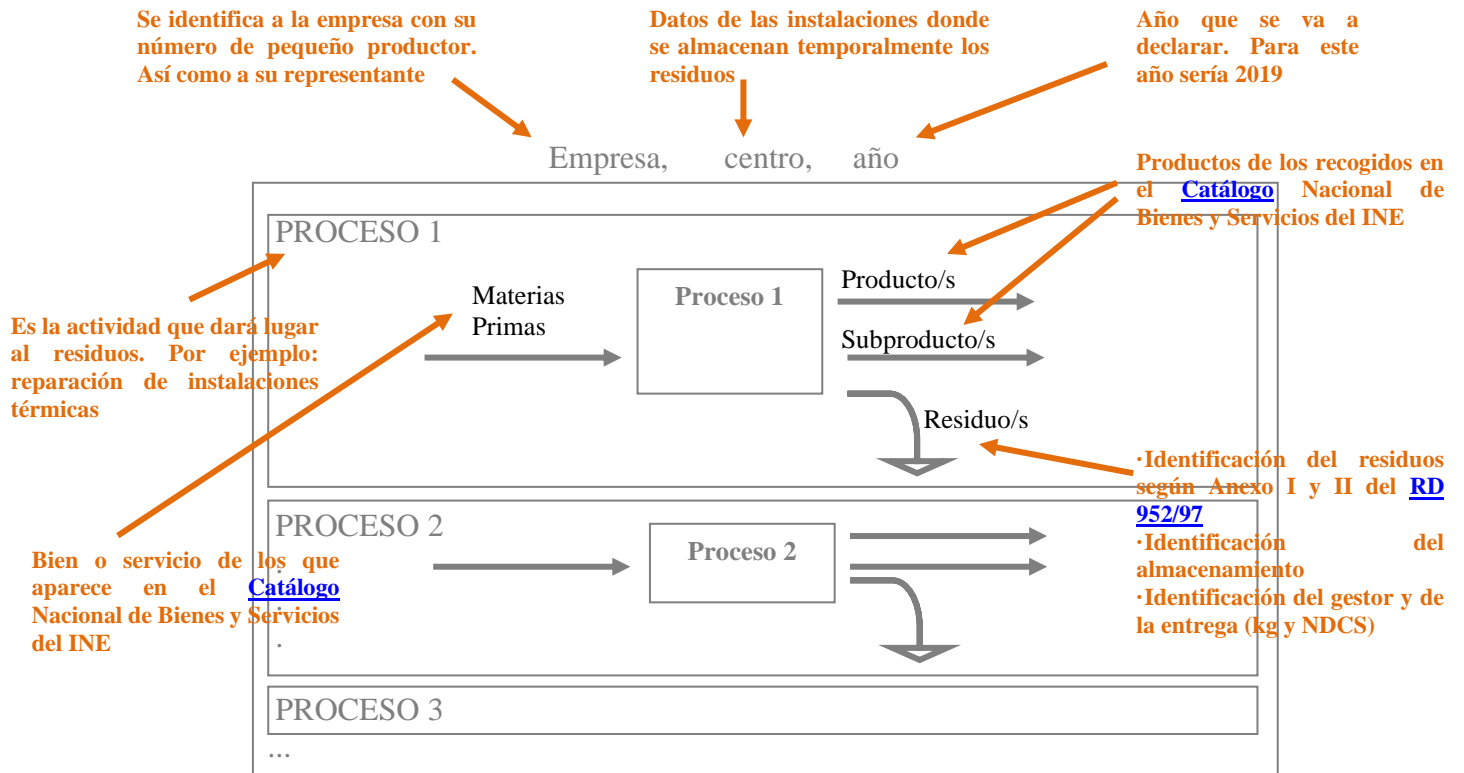 Se identifica a la empresa con su
número de pequeño productor.
Así como a su representante
Datos de las instalaciones donde
se almacenan temporalmente los
residuos
Año que se va a
declarar. Para este
año sería 2019
Empresa, centro, año
Productos de los recogidos en
el Catálogo Nacional de
Bienes y Servicios del INE
PROCESO 1
Materias
Primas
Proceso 1
Producto/s
Subproducto/s
Residuo/s
Es la actividad que dará lugar
al residuos. Por ejemplo:
reparación de instalaciones
térmicas
·Identificación del residuos
según Anexo I y II del RD
952/97
·Identificación del
almacenamiento
·Identificación del gestor y de
la entrega (kg y NDCS)
PROCESO 2
Proceso 2
Bien o servicio de los que
aparece en el Catálogo
Nacional de Bienes y Servicios
del INE
.
PROCESO 3
...